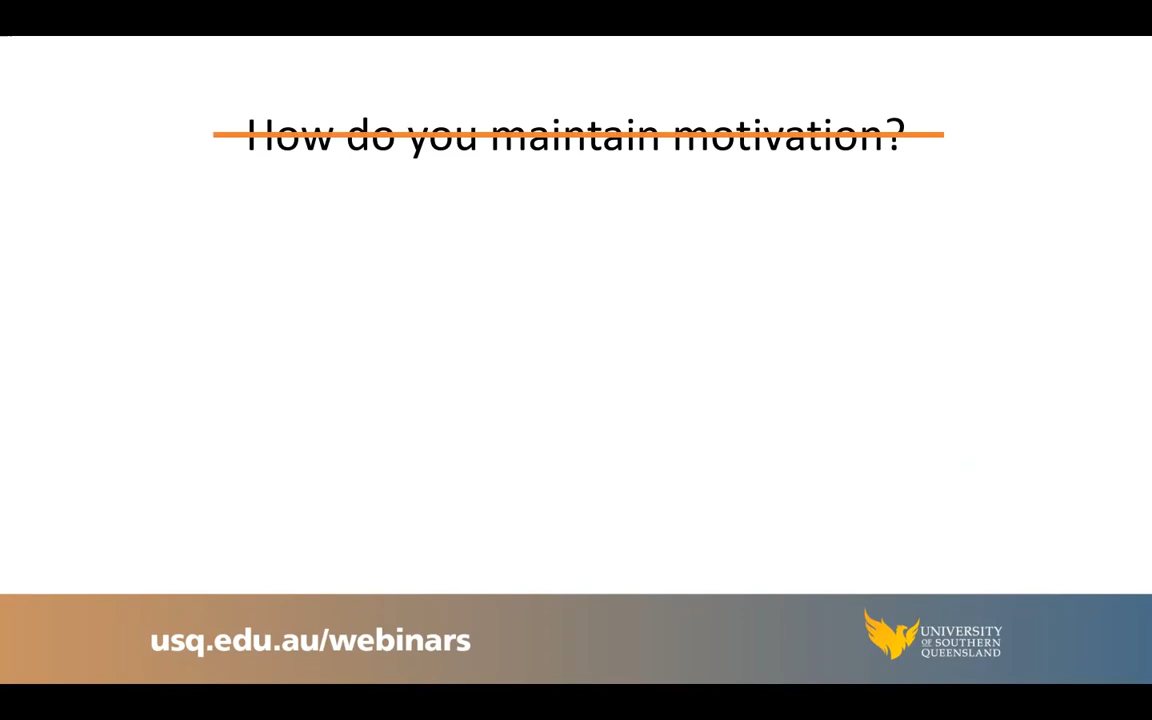 How do you maintain motivation?
usq.edu.au/webinars
UNIVERSITY
OF SOUTHERN
QUEENSLAND